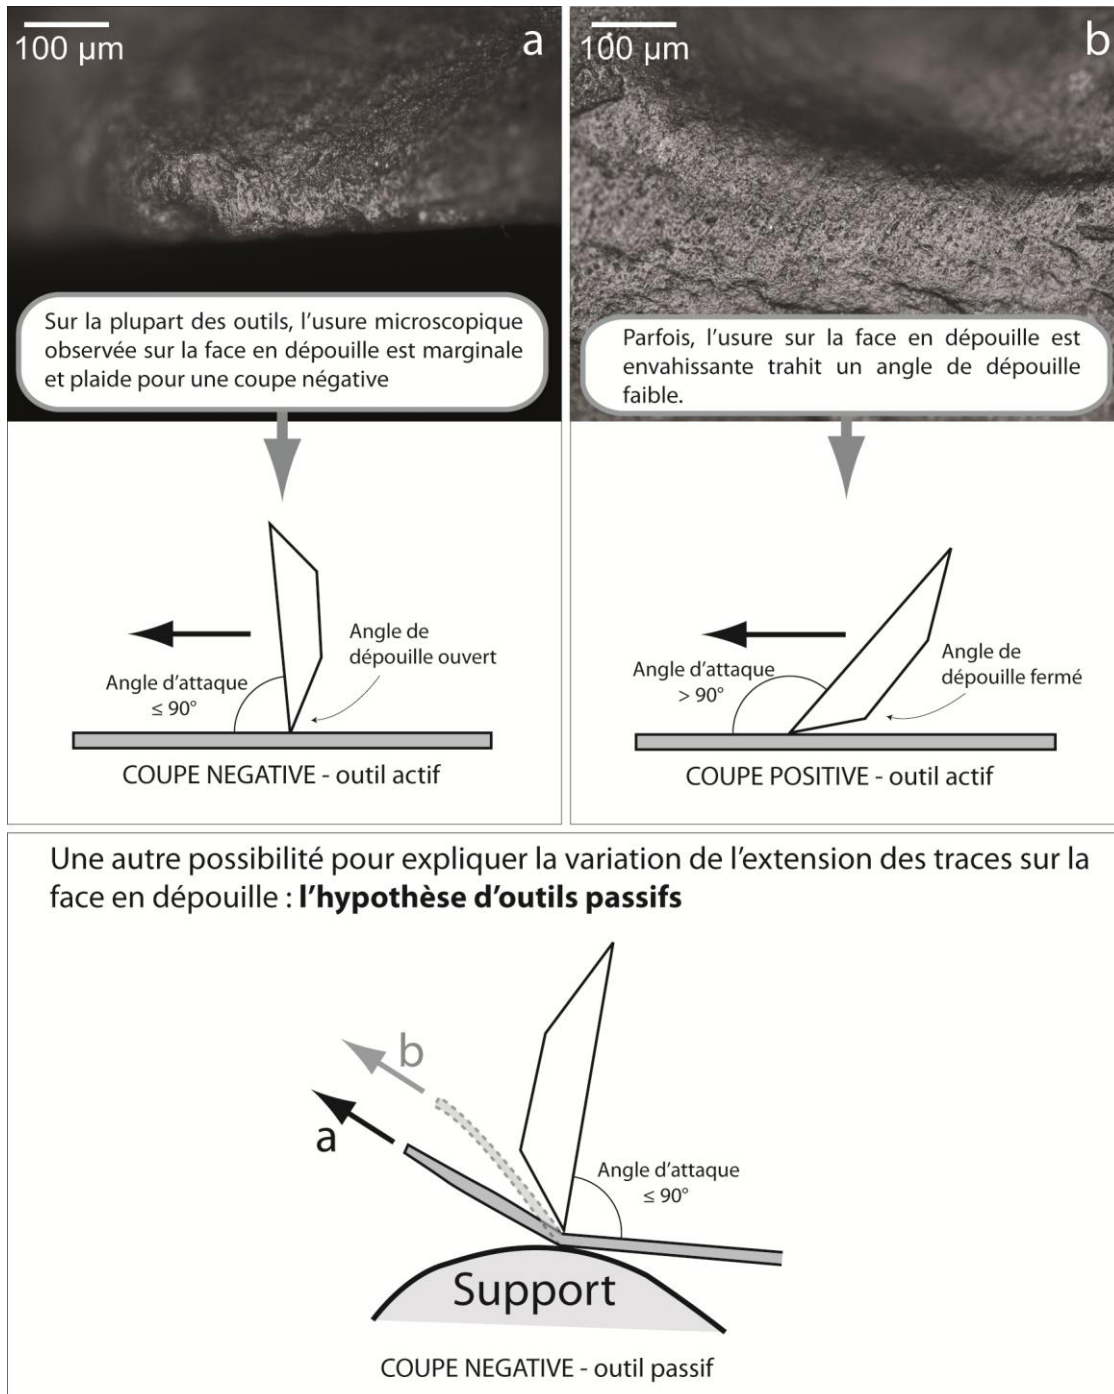 100 µm
a
Sur la plupart des outils, l'usure microscopique
observée sur la face en dépouille est marginale
et plaide pour une coupe négative
Angle de
dépouille ouvert
Angle d'attaque
≤ 90°
COUPE NEGATIVE - outil actif
100 µm
b
Parfois, l'usure sur la face en dépouille est
envahissante trahit un angle de dépouille
faible.
Angle d'attaque
> 90°
Angle de
dépouille fermé
COUPE POSITIVE - outil actif
Une autre possibilité pour expliquer la variation de l'extension des traces sur la
face en dépouille : l'hypothèse d'outils passifs
b
a
Angle d'attaque
≤ 90°
Support
COUPE NEGATIVE - outil passif